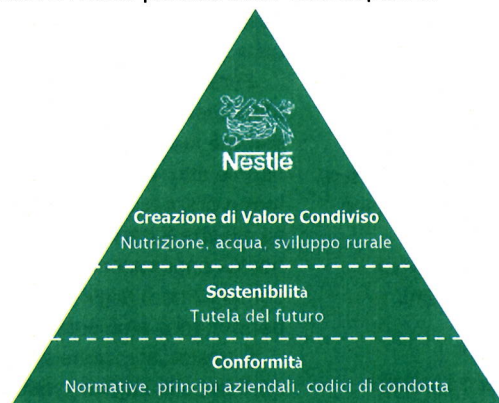 Nestlē
Creazione di Valore Condiviso
Nutrizione, acqua, sviluppo rurale
Sostenibilità
Tutela del futuro
Conformità
Normative, principi aziendali, codici di condotta